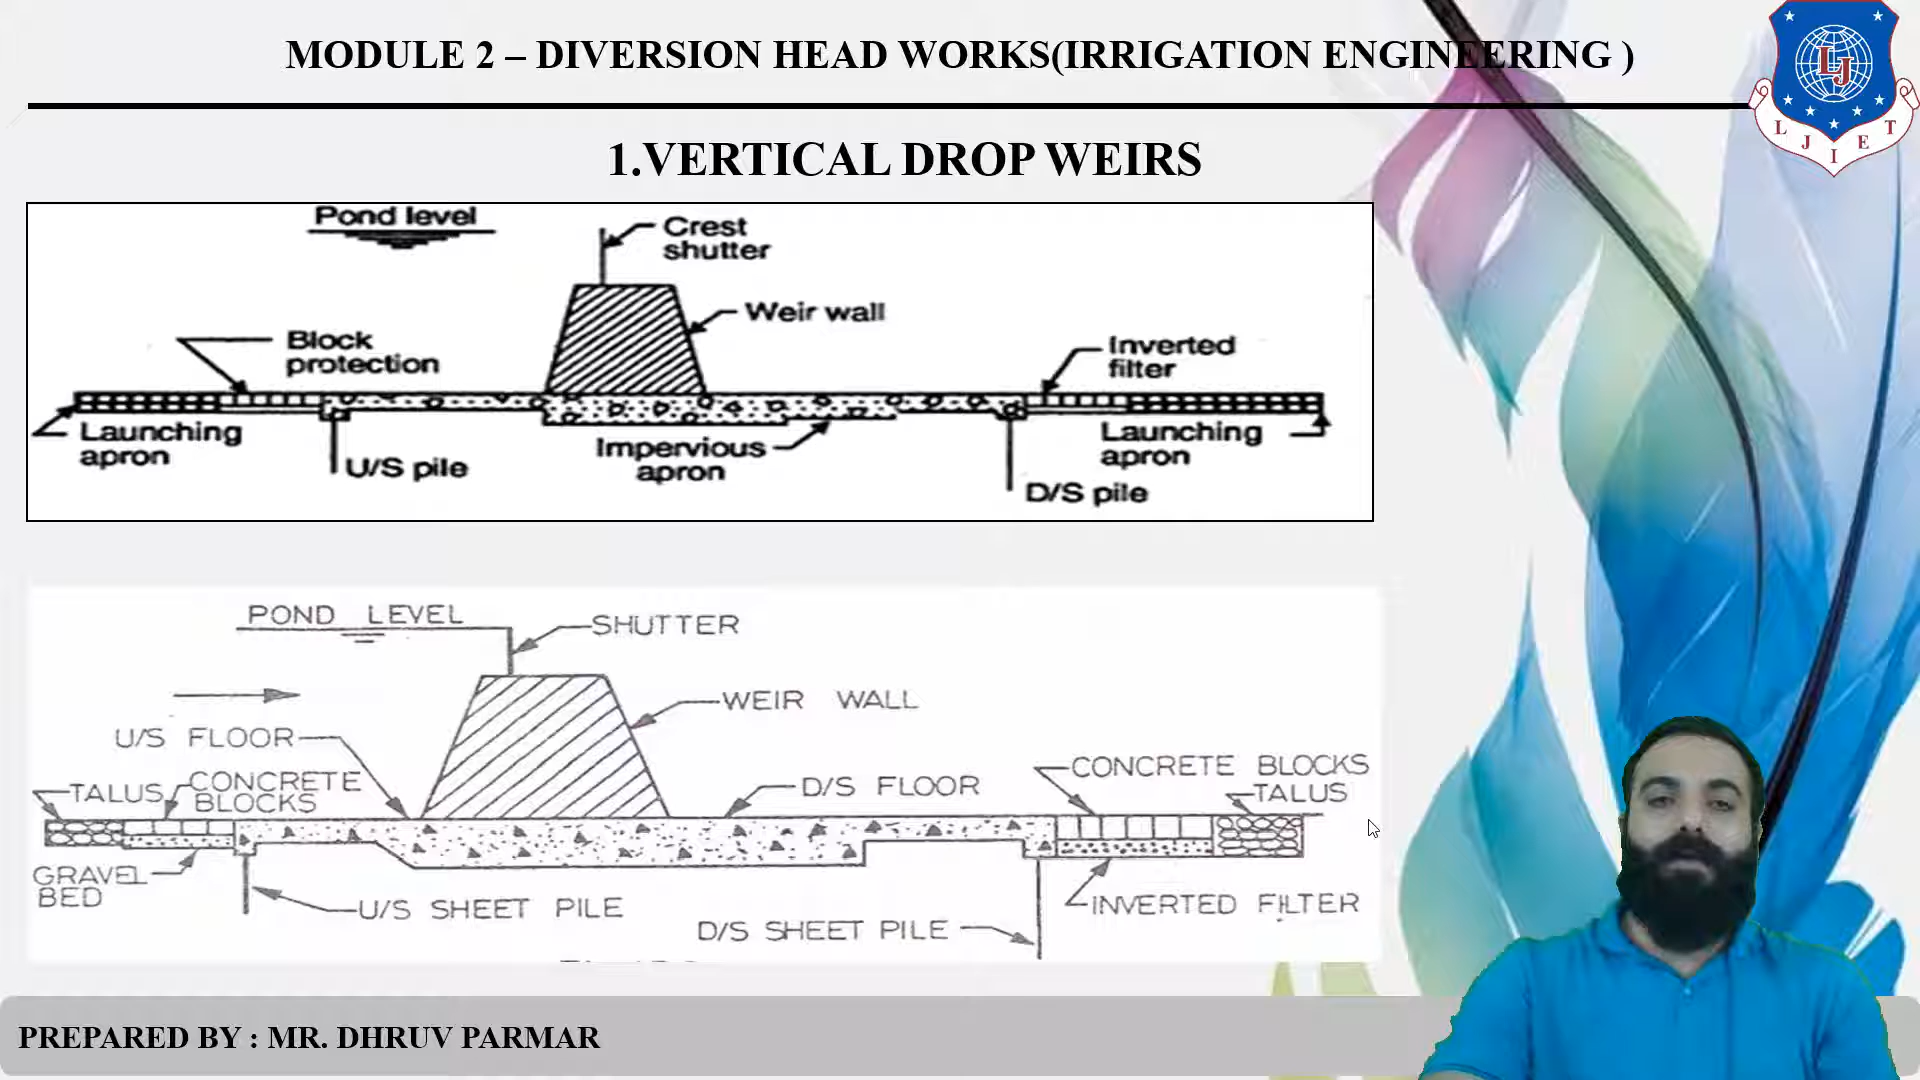 MODULE 2 – DIVERSION HEAD WORKS(IRRIGATION ENGINEERING )
LJ
L J I E T
1.VERTICAL DROP WEIRS
Pond level
Crest
shutter
Weir wall
Block
protection
Inverted
filter
Launching
apron
U/S pile
Impervious
apron
Launching
apron
D/S pile
POND LEVEL
SHUTTER
WEIR WALL
U/S FLOOR
TALUS
CONCRETE
BLOCKS
D/S FLOOR
CONCRETE BLOCKS
TALUS
GRAVEL
BED
U/S SHEET PILE
D/S SHEET PILE
INVERTED FILTER
PREPARED BY : MR. DHRUV PARMAR